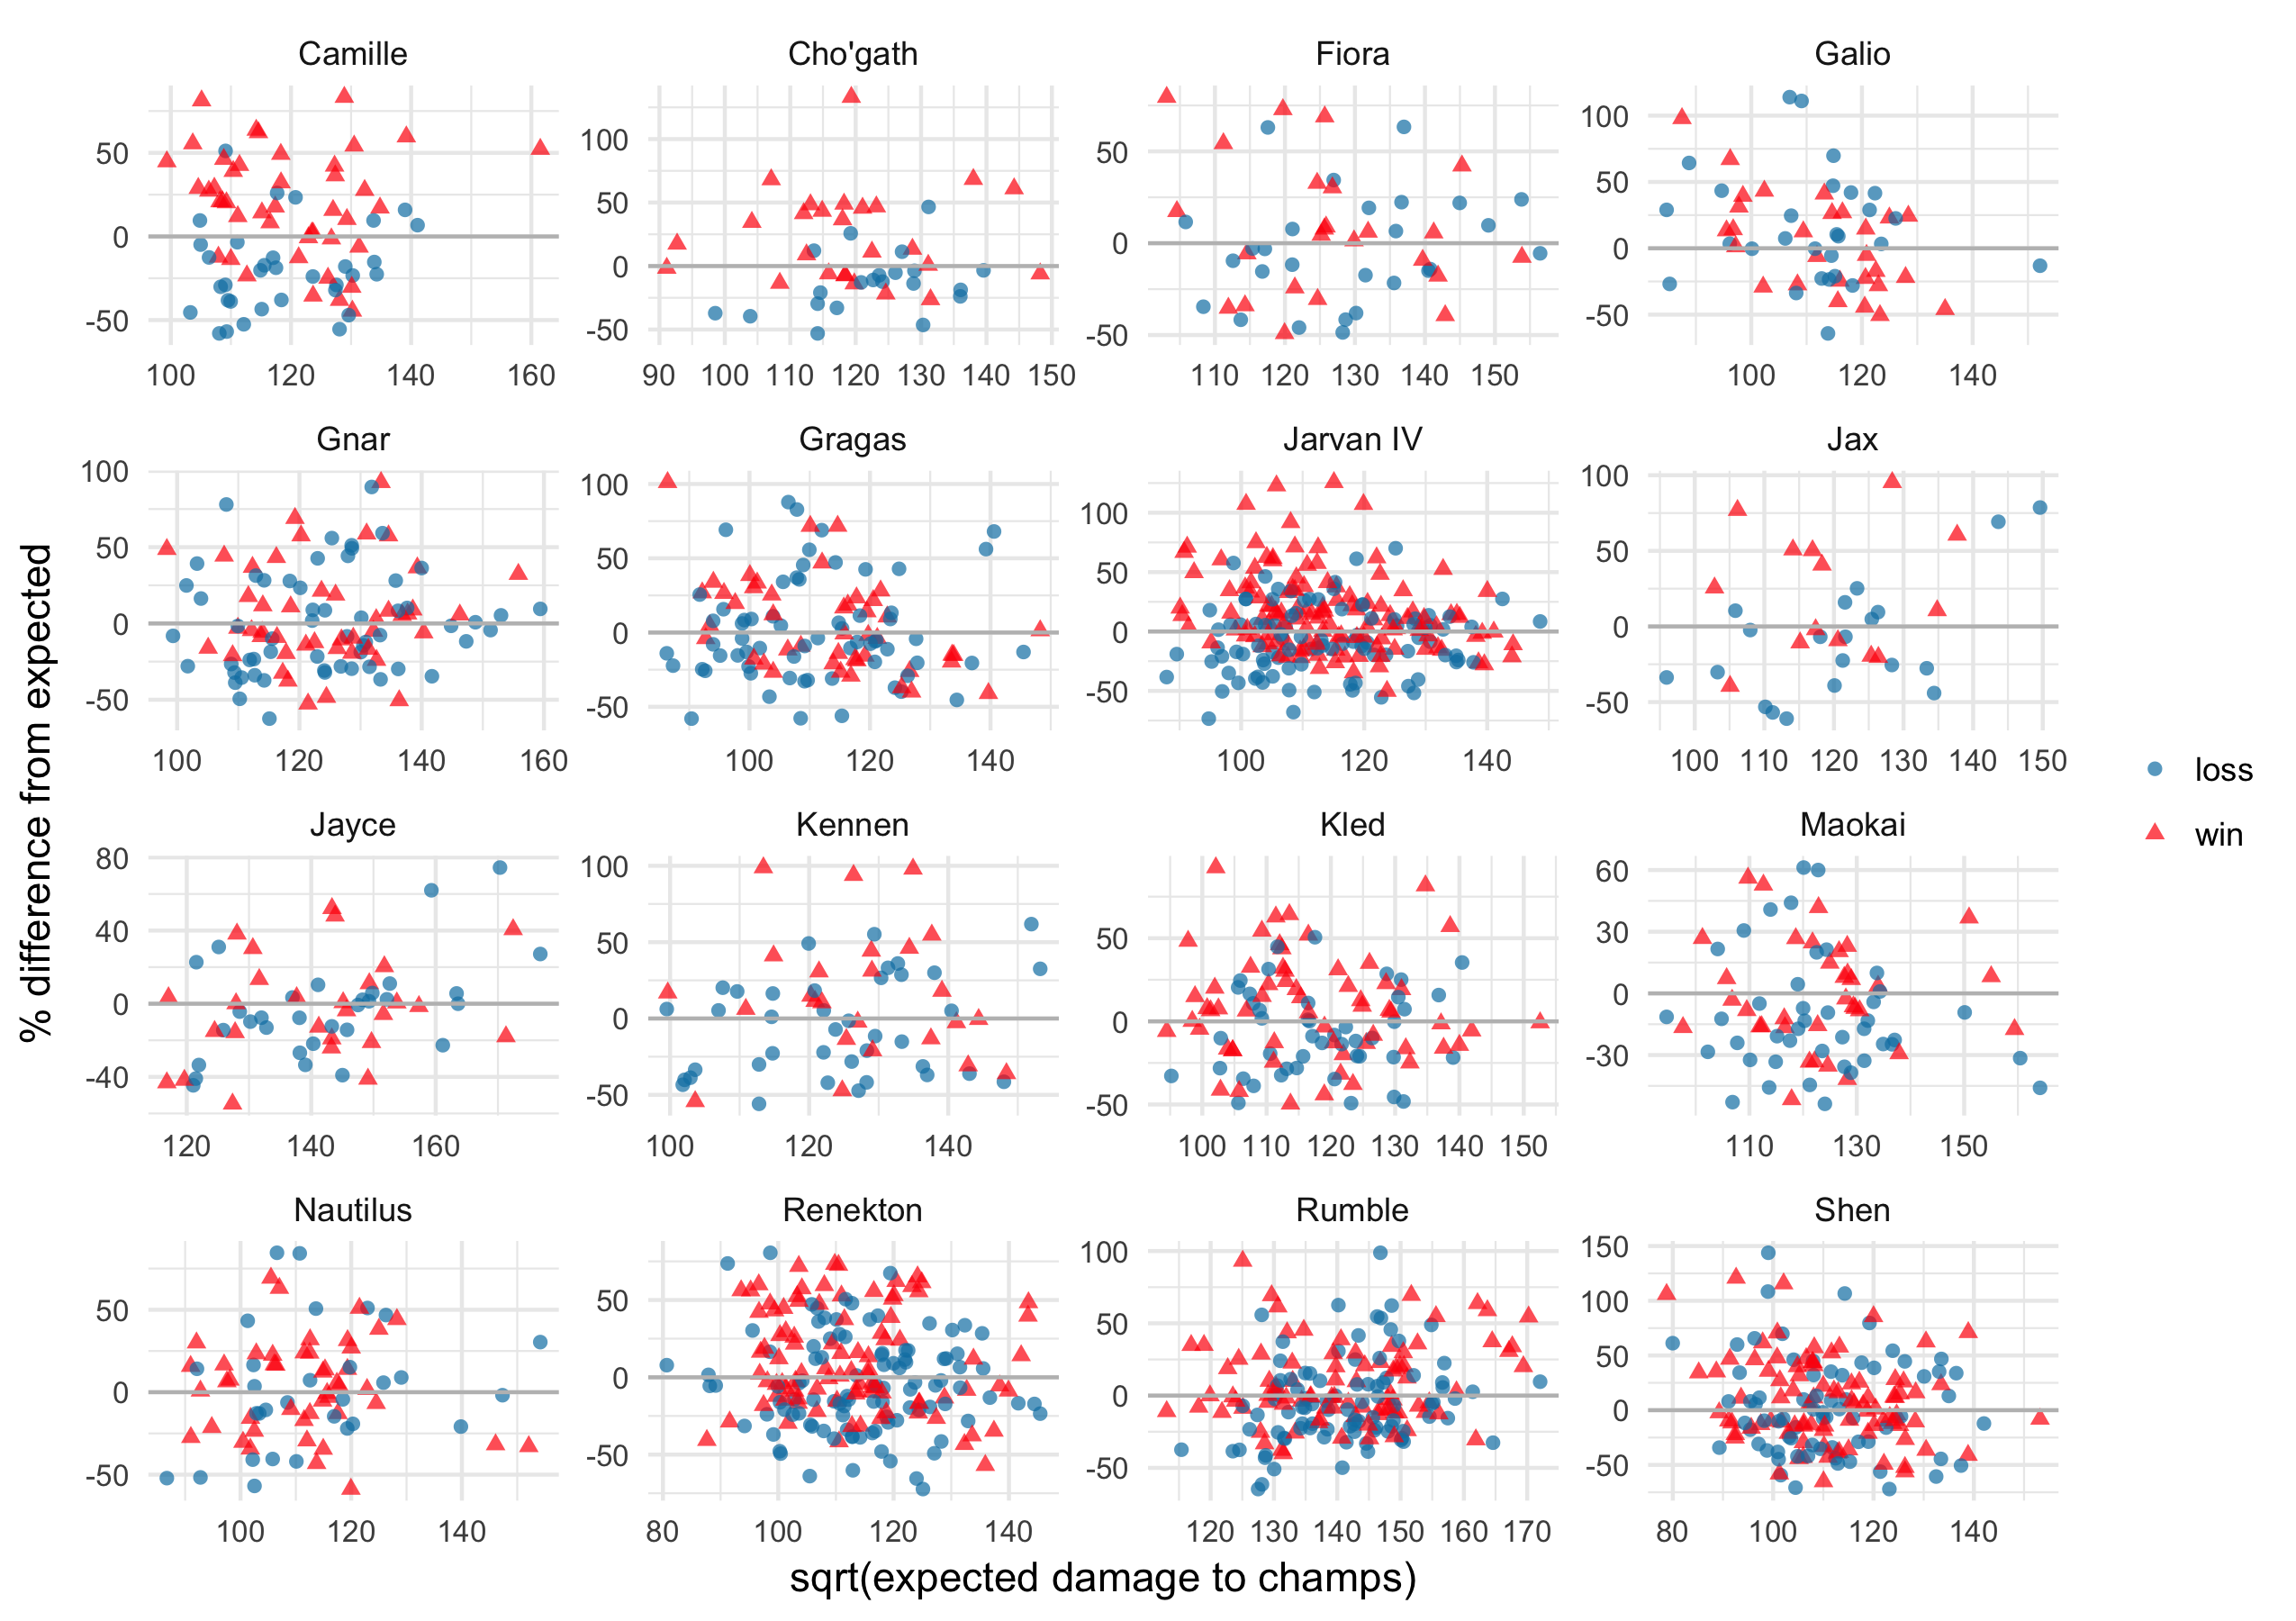 Camille Cho'gath Fiora Galio
50
0
-50
100 120 140 160
100
50
0
-50
90 100 110 120 130 140 150
50
0
-50
110 120 130 140 150
100
50
0
-50
100 120 140
Gnar Gragas Jarvan IV Jax
100
50
0
-50
100 120 140 160
100
50
0
-50
100 120 140
100
50
0
-50
100 120 140
100
50
0
-50
100 110 120 130 140 150
Jayce Kennen Kled Maokai
80
40
0
-40
120 140 160
100
50
0
-50
100 120 140
50
0
-50
100 110 120 130 140 150
60
30
0
-30
110 130 150
Nautilus Renekton Rumble Shen
50
0
-50
100 120 140
50
0
-50
80 100 120 140
100
50
0
-50
120 130 140 150 160 170
150
100
50
0
-50
80 100 120 140
% difference from expected
sqrt(expected damage to champs)
loss
win